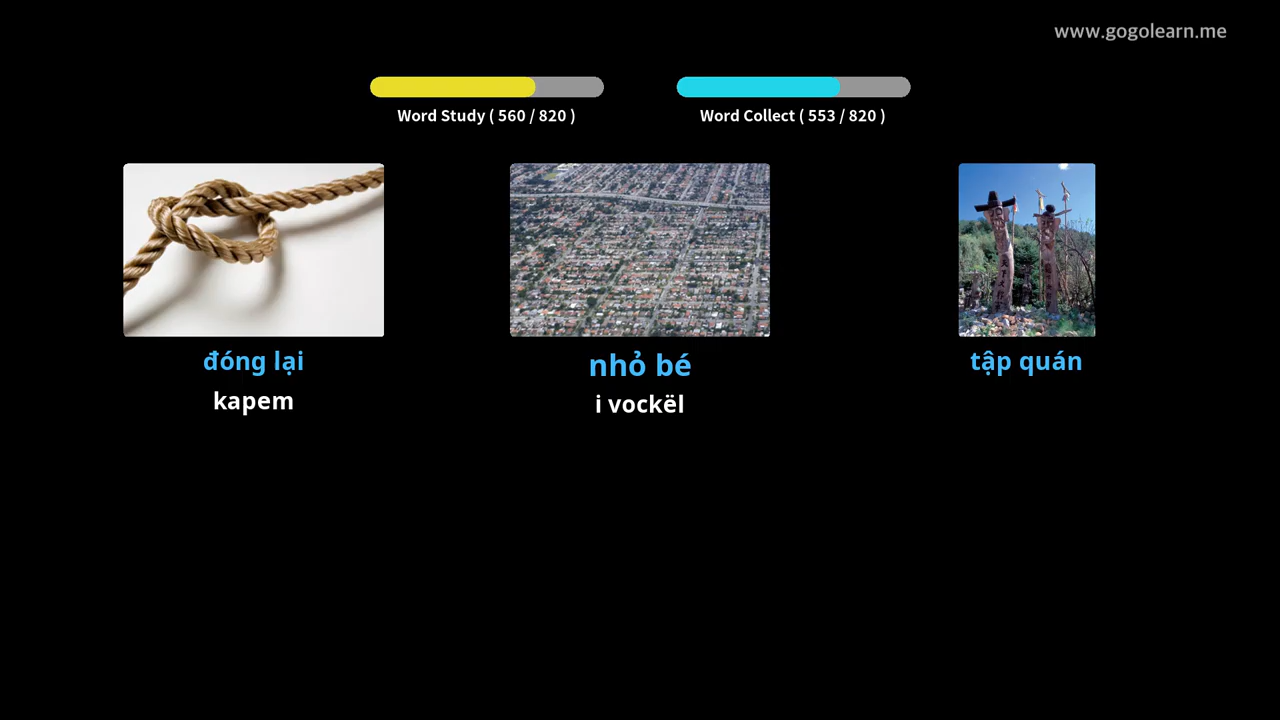 www.gogolearn.me
Word Study ( 560 / 820 )
Word Collect ( 553 / 820 )
đóng lại
kapem
nhỏ bé
i vockël
tập quán